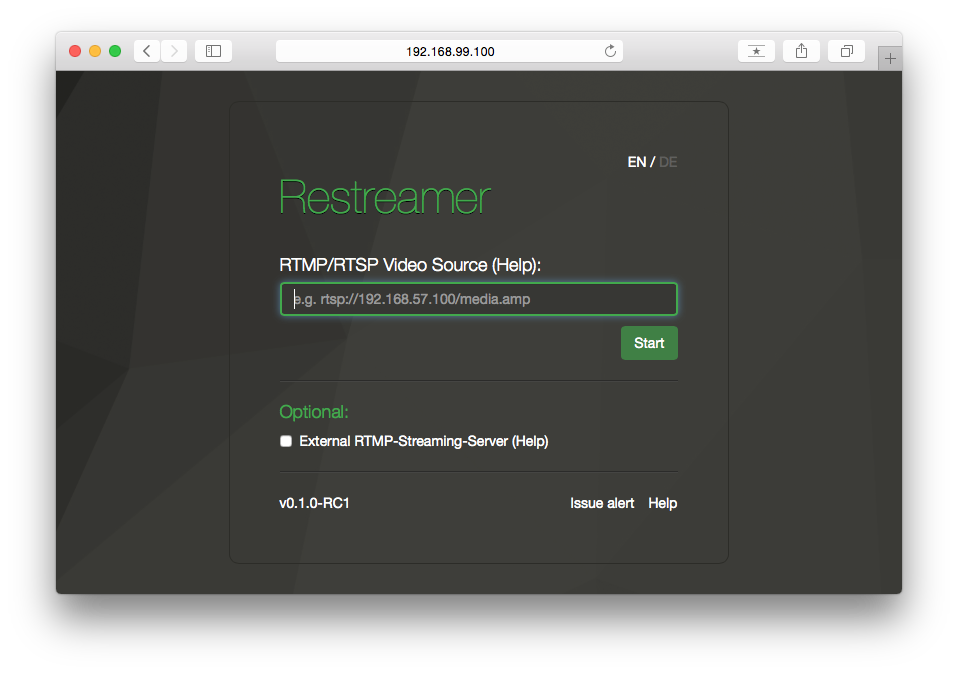 192.168.99.100
EN / DE
Restreamer
RTMP/RTSP Video Source (Help):
e.g. rtsp://192.168.57.100/media.amp
Start
Optional:
External RTMP-Streaming-Server (Help)
v0.1.0-RC1 Issue alert Help